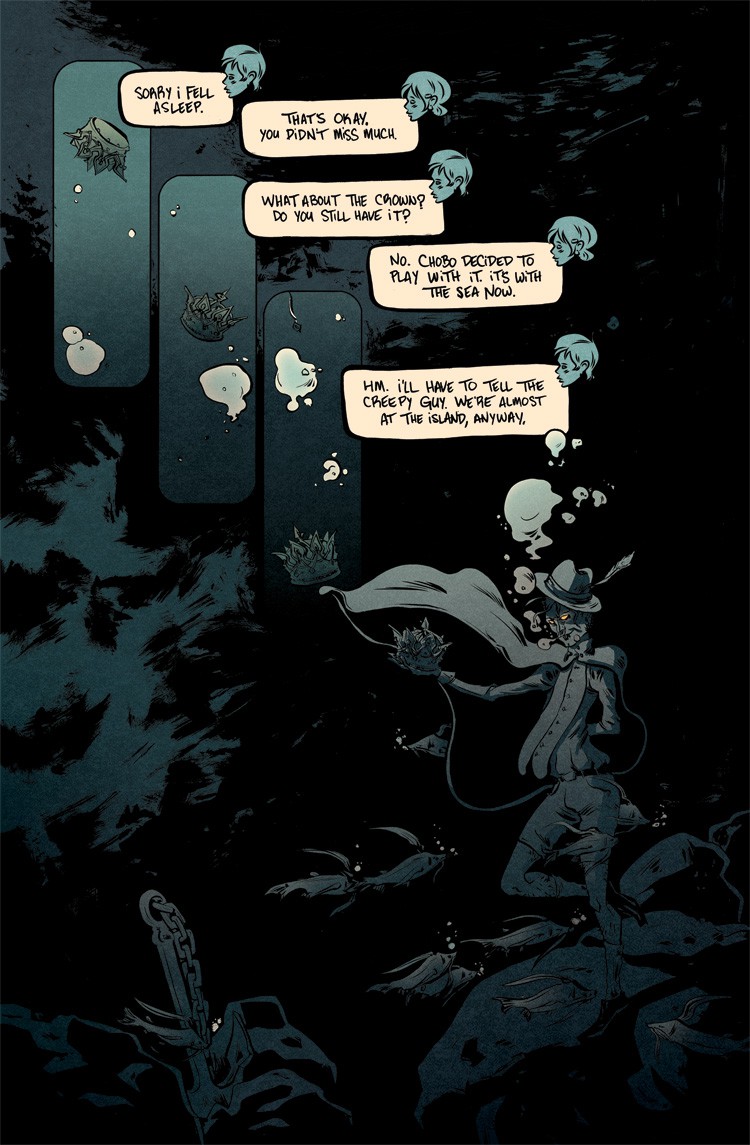 SORRY i FELL
ASLEEP.
THAT'S OKAY.
YOU DIDN'T MISS MUCH.
WHAT ABOUT THE CROWN?
DO YOU STILL HAVE iT?
NO. CHOBO DECIDED TO
PLAY WiTH iT. iT'S WiTH
THE SEA NOW.
HM. i'LL HAVE TO TELL THE
CREEPY GUY. WE'RE ALMOST
AT THE iSLAND, ANYWAY.